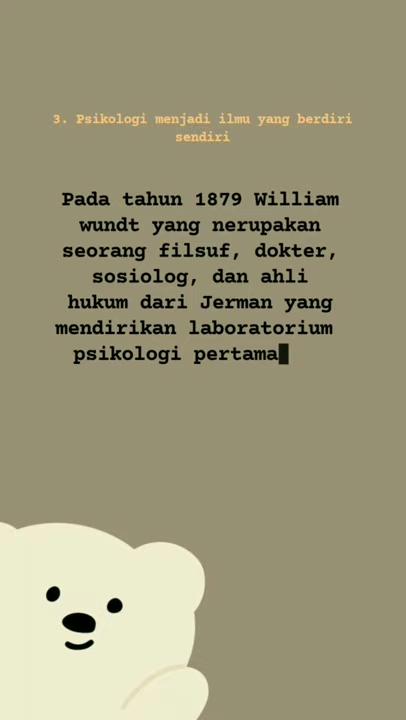 3. Psikologi menjadi ilmu yang berdiri
sendiri
Pada tahun 1879 William
wundt yang nerupakan
seorang filsuf, dokter,
sosiolog, dan ahli
hukum dari Jerman yang
mendirikan laboratorium
psikologi pertama